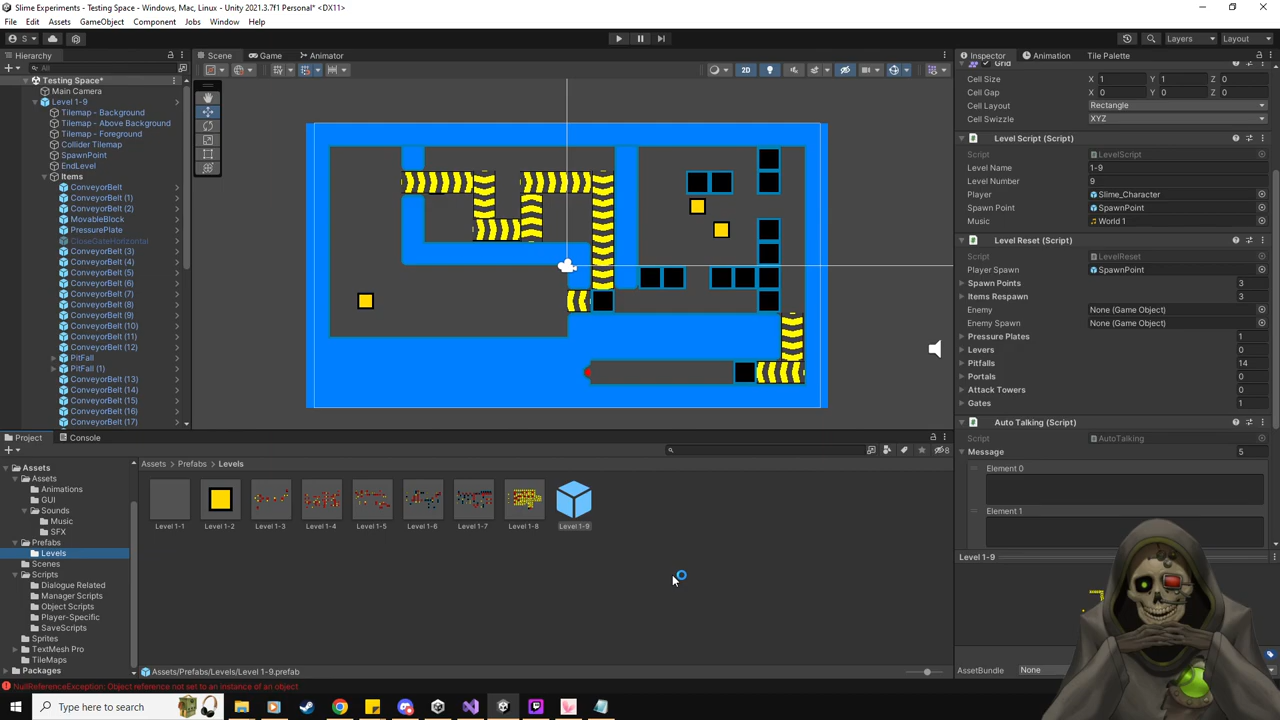 Slime Experiments - Testing Space - Windows, Mac, Linux - Unity 2021.3.7f1 Personal* <DX11>
File Edit Assets GameObject Component Jobs Window Help
S
Layers Layout
Hierarchy
Scene Game Animator
Inspector Animation Tile Palette
All
2D
Testing Space*
Main Camera
Level 1-9
Tilemap - Background
Tilemap - Above Background
Tilemap - Foreground
Collider Tilemap
SpawnPoint
EndLevel
Items
ConveyorBelt
ConveyorBelt (1)
ConveyorBelt (2)
MovableBlock
PressurePlate
CloseGateHorizontal
ConveyorBelt (3)
ConveyorBelt (4)
ConveyorBelt (5)
ConveyorBelt (6)
ConveyorBelt (7)
ConveyorBelt (8)
ConveyorBelt (9)
ConveyorBelt (10)
ConveyorBelt (11)
ConveyorBelt (12)
PitFall
PitFall (1)
ConveyorBelt (13)
ConveyorBelt (14)
ConveyorBelt (15)
ConveyorBelt (16)
ConveyorBelt (17)
Grid
Cell Size X 1 Y 1 Z 0
Cell Gap X 0 Y 0 Z 0
Cell Layout Rectangle
Cell Swizzle XYZ
Level Script (Script)
Script LevelScript
Level Name 1-9
Level Number 9
Player Slime_Character
Spawn Point SpawnPoint
Music World 1
Level Reset (Script)
Script LevelReset
Player Spawn SpawnPoint
Spawn Points 3
Items Respawn 3
Enemy None (Game Object)
Enemy Spawn None (Game Object)
Pressure Plates 1
Levers 0
Pitfalls 14
Portals 0
Attack Towers 0
Gates 1
Auto Talking (Script)
Script AutoTalking
Message 5
Element 0
Element 1
Level 1-9
AssetBundle None
Project Console
8
Assets
Assets
Animations
GUI
Sounds
Music
SFX
Prefabs
Levels
Scenes
Scripts
Dialogue Related
Manager Scripts
Object Scripts
Player-Specific
SaveScripts
Sprites
TextMesh Pro
TileMaps
Packages
Assets > Prefabs > Levels
Level 1-1 Level 1-2 Level 1-3 Level 1-4 Level 1-5 Level 1-6 Level 1-7 Level 1-8 Level 1-9
Assets/Prefabs/Levels/Level 1-9.prefab
NullReferenceException: Object reference not set to an instance of an object
Type here to search